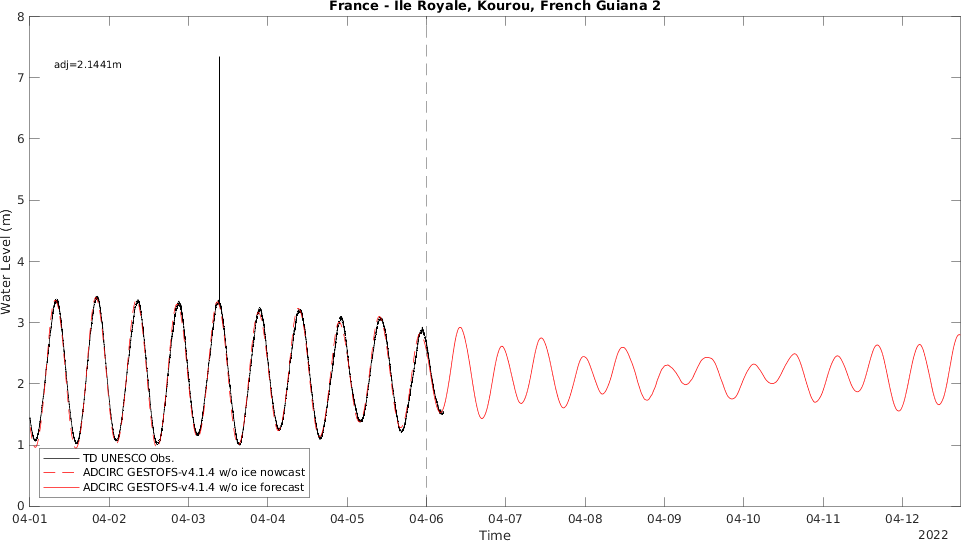 France - Ile Royale, Kourou, French Guiana 2
adj=2.1441m
Water Level (m)
8
7
6
5
4
3
2
1
0
TD UNESCO Obs.
ADCIRC GESTOFS-v4.1.4 w/o ice nowcast
ADCIRC GESTOFS-v4.1.4 w/o ice forecast
04-01 04-02 04-03 04-04 04-05 04-06 04-07 04-08 04-09 04-10 04-11 04-12
Time
2022